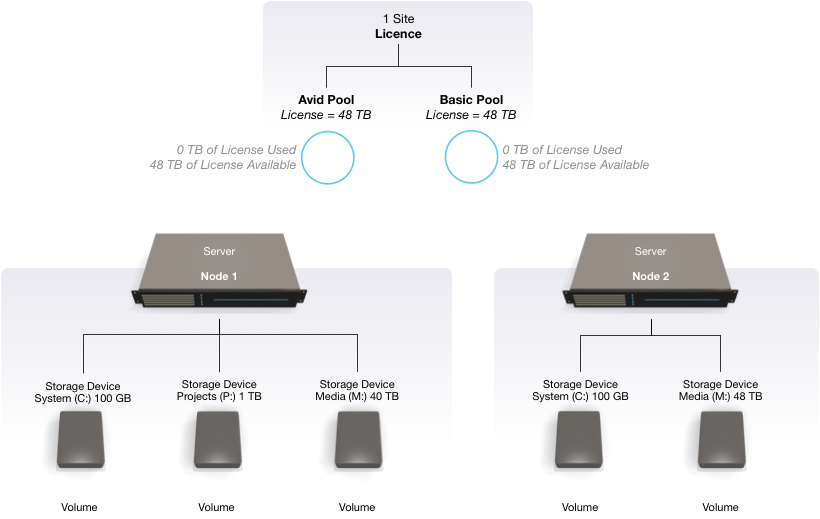 1 Site
Licence
Avid Pool
License = 48 TB
Basic Pool
License = 48 TB
0 TB of License Used
48 TB of License Available
0 TB of License Used
48 TB of License Available
Server
Node 1
Server
Node 2
Storage Device
System (C:) 100 GB
Storage Device
Projects (P:) 1 TB
Storage Device
Media (M:) 40 TB
Storage Device
System (C:) 100 GB
Storage Device
Media (M:) 48 TB
Volume
Volume
Volume
Volume
Volume